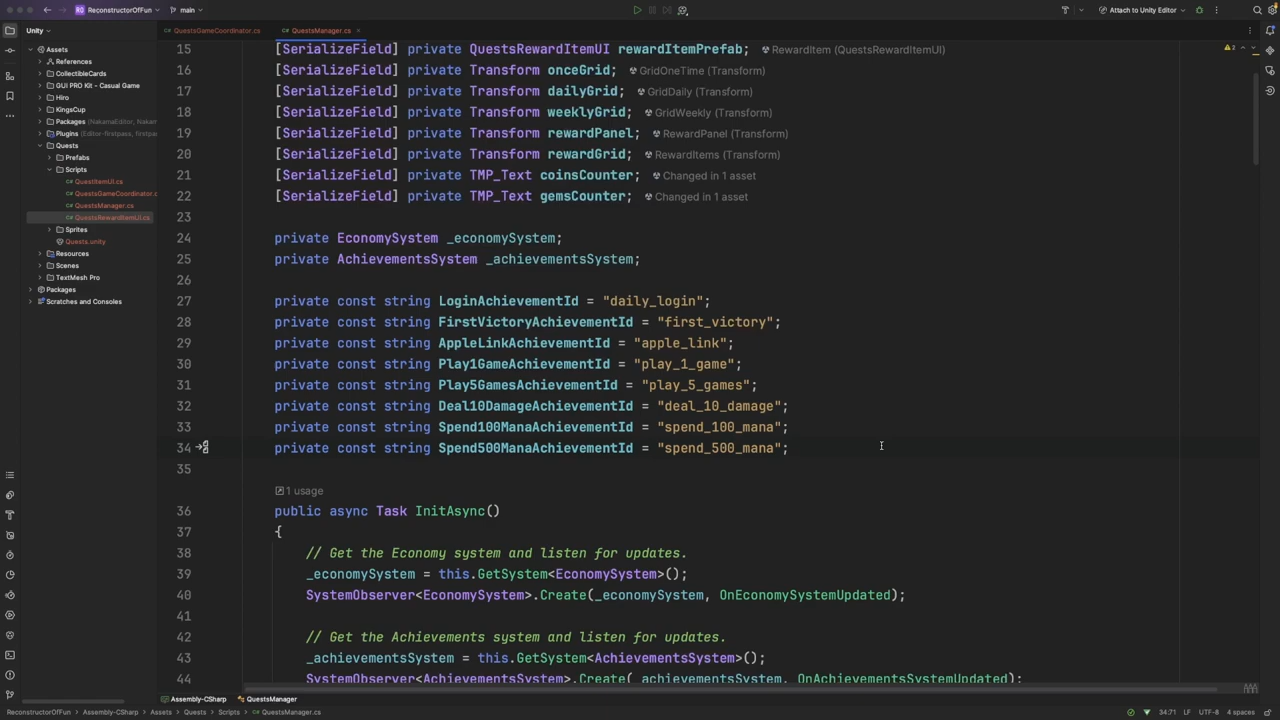 ReconstructorOfFun
main
Attach to Unity Editor
Unity
QuestsGameCoordinator.cs
QuestsManager.cs
Assets
References
CollectibleCards
GUI PRO Kit - Casual Game
Hiro
KingsCup
Packages (NakamaEditor, Nakam
Plugins (Editor-firstpass, firstpas
Quests
Prefabs
Scripts
QuestItemUI.cs
QuestsGameCoordinator.c
QuestsManager.cs
QuestsRewardItemUI.cs
Sprites
Quests.unity
Resources
Scenes
TextMesh Pro
Packages
Scratches and Consoles
2
15 [SerializeField] private QuestsRewardItemUI rewardItemPrefab; RewardItem (QuestsRewardItemUI)
16 [SerializeField] private Transform onceGrid; GridOneTime (Transform)
17 [SerializeField] private Transform dailyGrid; GridDaily (Transform)
18 [SerializeField] private Transform weeklyGrid; GridWeekly (Transform)
19 [SerializeField] private Transform rewardPanel; RewardPanel (Transform)
20 [SerializeField] private Transform rewardGrid; RewardItems (Transform)
21 [SerializeField] private TMP_Text coinsCounter; Changed in 1 asset
22 [SerializeField] private TMP_Text gemsCounter; Changed in 1 asset
23
24 private EconomySystem _economySystem;
25 private AchievementsSystem _achievementsSystem;
26
27 private const string LoginAchievementId = "daily_login";
28 private const string FirstVictoryAchievementId = "first_victory";
29 private const string AppleLinkAchievementId = "apple_link";
30 private const string Play1GameAchievementId = "play_1_game";
31 private const string Play5GamesAchievementId = "play_5_games";
32 private const string Deal10DamageAchievementId = "deal_10_damage";
33 private const string Spend100ManaAchievementId = "spend_100_mana";
34 private const string Spend500ManaAchievementId = "spend_500_mana";
35
1 usage
36 public async Task InitAsync()
37 {
38 // Get the Economy system and listen for updates.
39 _economySystem = this.GetSystem<EconomySystem>();
40 SystemObserver<EconomySystem>.Create(_economySystem, OnEconomySystemUpdated);
41
42 // Get the Achievements system and listen for updates.
43 _achievementsSystem = this.GetSystem<AchievementsSystem>();
44 SystemObserver<AchievementsSystem>.Create(_achievementsSystem, OnAchievementsSystemUpdated);
Assembly-CSharp
QuestsManager
ReconstructorOfFun > Assembly-CSharp > Assets > Quests > Scripts > QuestsManager.cs
34:71 LF UTF-8 4 spaces